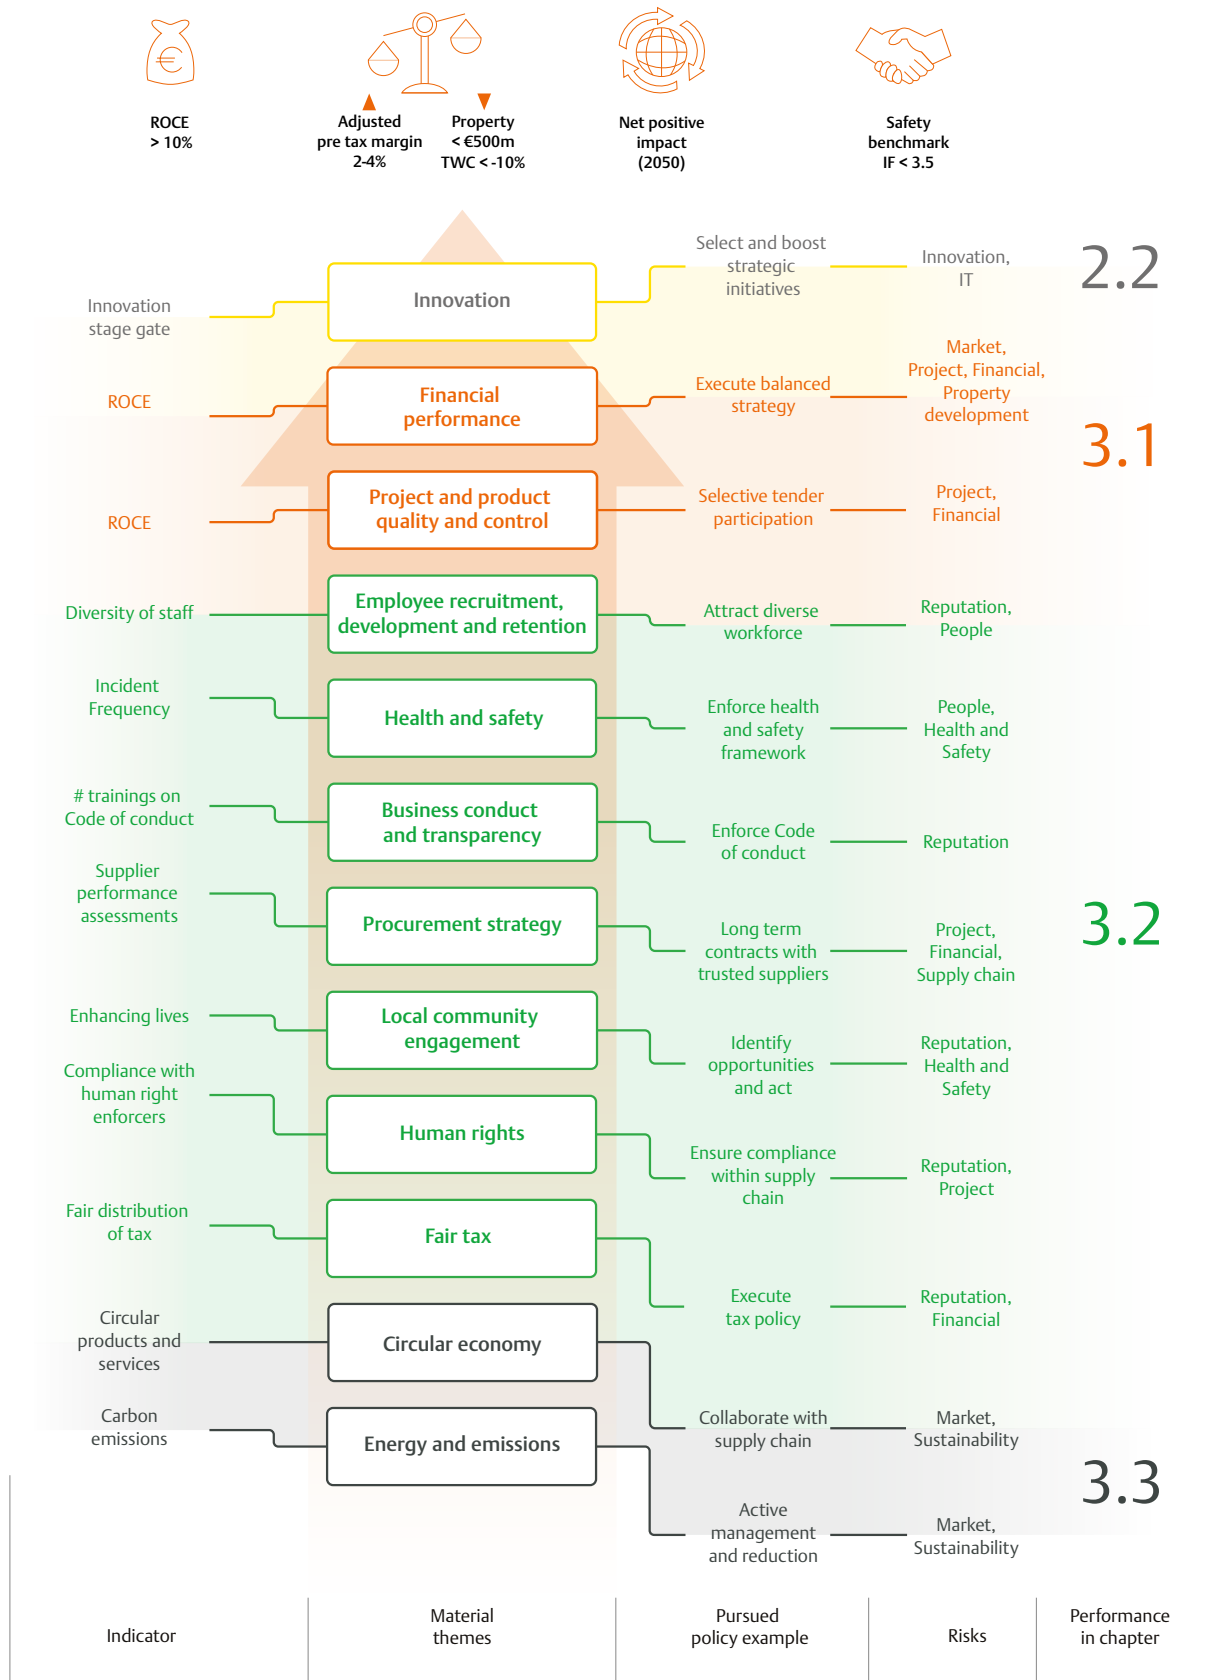 €
ROCE
> 10%
Adjusted
pre tax margin
2-4%
Property
< €500m
TWC < -10%
Net positive
impact
(2050)
Safety
benchmark
IF < 3.5
Innovation
stage gate
Innovation
Select and boost
strategic
initiatives
Innovation,
IT
2.2
ROCE
Financial
performance
Execute balanced
strategy
Market,
Project, Financial,
Property
development
3.1
ROCE
Project and product
quality and control
Selective tender
participation
Project,
Financial
Diversity of staff
Employee recruitment,
development and retention
Attract diverse
workforce
Reputation,
People
Incident
Frequency
Health and safety
Enforce health
and safety
framework
People,
Health and
Safety
# trainings on
Code of conduct
Business conduct
and transparency
Enforce Code
of conduct
Reputation
Supplier
performance
assessments
Procurement strategy
Long term
contracts with
trusted suppliers
Project,
Financial,
Supply chain
3.2
Enhancing lives
Local community
engagement
Identify
opportunities
and act
Reputation,
Health and
Safety
Compliance with
human right
enforcers
Human rights
Ensure compliance
within supply
chain
Reputation,
Project
Fair distribution
of tax
Fair tax
Execute
tax policy
Reputation,
Financial
Circular
products and
services
Circular economy
Collaborate with
supply chain
Market,
Sustainability
Carbon
emissions
Energy and emissions
Active
management
and reduction
Market,
Sustainability
3.3
Indicator
Material
themes
Pursued
policy example
Risks
Performance
in chapter